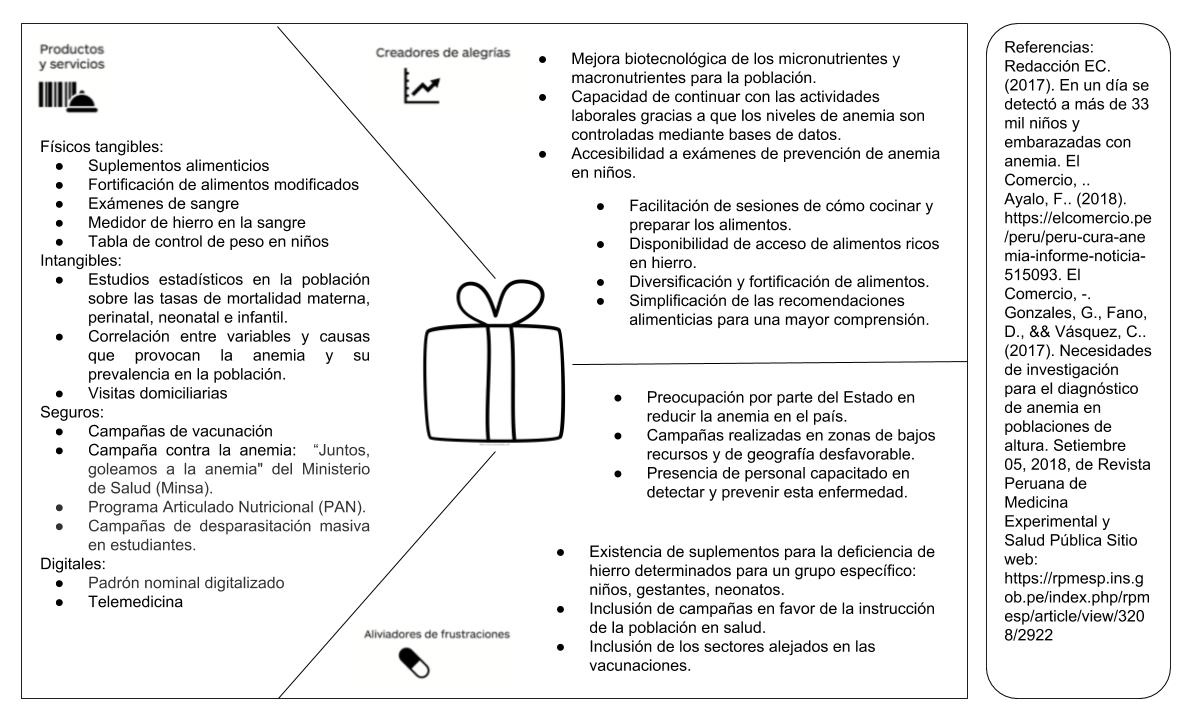 Productos
y servicios
Físicos tangibles:
● Suplementos alimenticios
● Fortificación de alimentos modificados
● Exámenes de sangre
● Medidor de hierro en la sangre
● Tabla de control de peso en niños
Intangibles:
● Estudios estadísticos en la población
sobre las tasas de mortalidad materna,
perinatal, neonatal e infantil.
● Correlación entre variables y causas
que provocan la anemia y su
prevalencia en la población.
● Visitas domiciliarias
Seguros:
● Campañas de vacunación
● Campaña contra la anemia: “Juntos,
goleamos a la anemia" del Ministerio
de Salud (Minsa).
● Programa Articulado Nutricional (PAN).
● Campañas de desparasitación masiva
en estudiantes.
Digitales:
● Padrón nominal digitalizado
● Telemedicina
Creadores de alegrías
● Mejora biotecnológica de los micronutrientes y
macronutrientes para la población.
● Capacidad de continuar con las actividades
laborales gracias a que los niveles de anemia son
controladas mediante bases de datos.
● Accesibilidad a exámenes de prevención de anemia
en niños.
● Facilitación de sesiones de cómo cocinar y
preparar los alimentos.
● Disponibilidad de acceso de alimentos ricos
en hierro.
● Diversificación y fortificación de alimentos.
● Simplificación de las recomendaciones
alimenticias para una mayor comprensión.
● Preocupación por parte del Estado en
reducir la anemia en el país.
● Campañas realizadas en zonas de bajos
recursos y de geografía desfavorable.
● Presencia de personal capacitado en
detectar y prevenir esta enfermedad.
● Existencia de suplementos para la deficiencia de
hierro determinados para un grupo específico:
niños, gestantes, neonatos.
● Inclusión de campañas en favor de la instrucción
de la población en salud.
● Inclusión de los sectores alejados en las
vacunaciones.
Aliviadores de frustraciones
Referencias:
Redacción EC.
(2017). En un día se
detectó a más de 33
mil niños y
embarazadas con
anemia. El
Comercio, ..
Ayalo, F.. (2018).
https://elcomercio.pe
/peru/peru-cura-ane
mia-informe-noticia-
515093. El
Comercio, -.
Gonzales, G., Fano,
D., && Vásquez, C..
(2017). Necesidades
de investigación
para el diagnóstico
de anemia en
poblaciones de
altura. Setiembre
05, 2018, de Revista
Peruana de
Medicina
Experimental y
Salud Pública Sitio
web:
https://rpmesp.ins.g
ob.pe/index.php/rpm
esp/article/view/320
8/2922